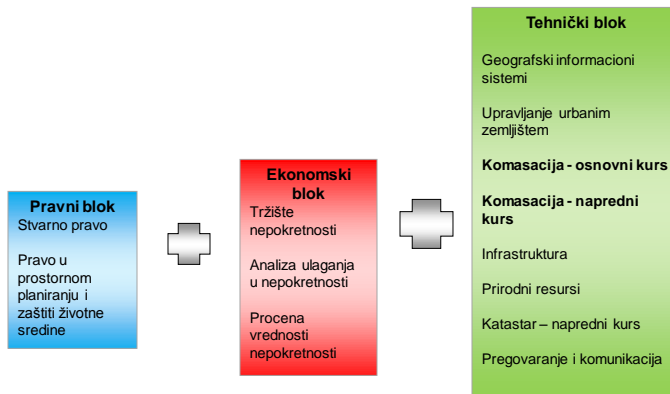 Pravni blok
Stvarno pravo
Pravo u
prostornom
planiranju i
zaštiti životne
sredine
Ekonomski
blok
Tržište
nepokretnosti
Analiza ulaganja
u nepokretnosti
Procena
vrednosti
nepokretnosti
Tehnički blok
Geografski informacioni
sistemi
Upravljanje urbanim
zemljištem
Komasacija - osnovni kurs
Komasacija - napredni
kurs
Infrastruktura
Prirodni resursi
Katastar – napredni kurs
Pregovaranje i komunikacija